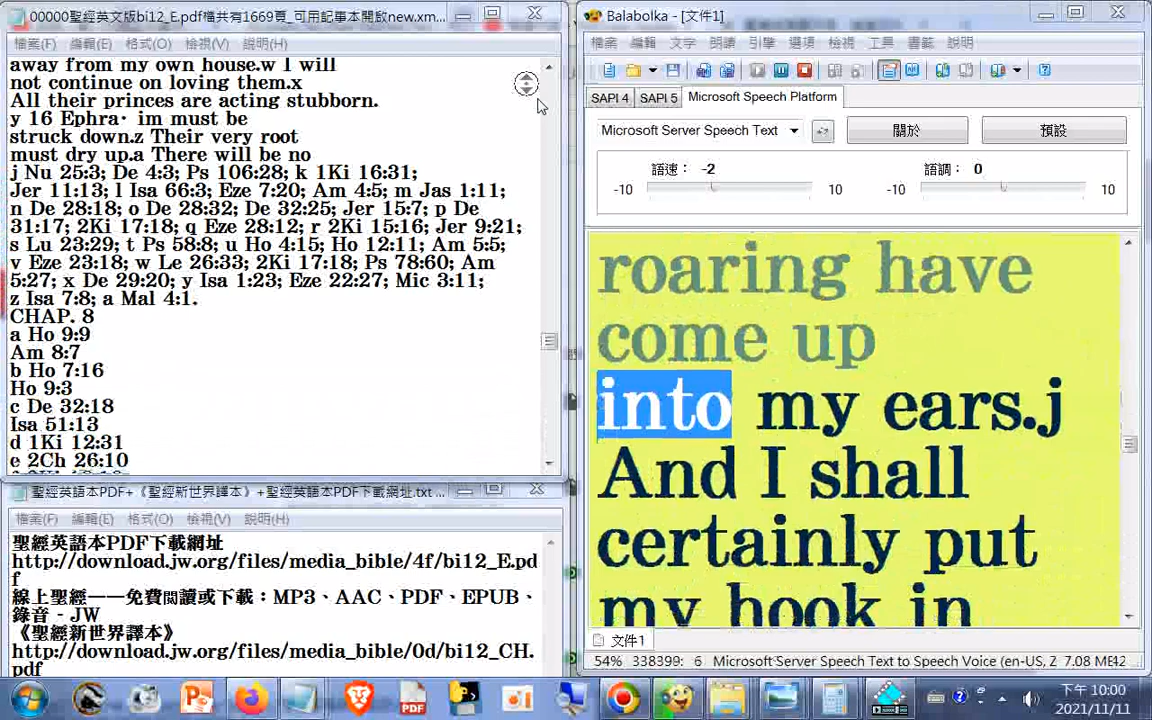 00000聖經英文版bi12_E.pdf檔共有1669頁_可用記事本開啟new.xm...
檔案(F) 編輯(E) 格式(O) 檢視(V) 說明(H)
away from my own house.w I will
not continue on loving them.x
All their princes are acting stubborn.
y 16 Ephra· im must be
struck down.z Their very root
must dry up.a There will be no
j Nu 25:3; De 4:3; Ps 106:28; k 1Ki 16:31;
Jer 11:13; l Isa 66:3; Eze 7:20; Am 4:5; m Jas 1:11;
n De 28:18; o De 28:32; De 32:25; Jer 15:7; p De
31:17; 2Ki 17:18; q Eze 28:12; r 2Ki 15:16; Jer 9:21;
s Lu 23:29; t Ps 58:8; u Ho 4:15; Ho 12:11; Am 5:5;
v Eze 23:18; w Le 26:33; 2Ki 17:18; Ps 78:60; Am
5:27; x De 29:20; y Isa 1:23; Eze 22:27; Mic 3:11;
z Isa 7:8; a Mal 4:1.
CHAP. 8
a Ho 9:9
Am 8:7
b Ho 7:16
Ho 9:3
c De 32:18
Isa 51:13
d 1Ki 12:31
e 2Ch 26:10
聖經英語本PDF+《聖經新世界譯本》+聖經英語本PDF下載網址.txt ...
檔案(F) 編輯(E) 格式(O) 檢視(V) 說明(H)
聖經英語本PDF下載網址
http://download.jw.org/files/media_bible/4f/bi12_E.pd
f
線上聖經──免費閱讀或下載：MP3、AAC、PDF、EPUB、
錄音 - JW
《聖經新世界譯本》
http://download.jw.org/files/media_bible/0d/bi12_CH.
pdf
Balabolka - [文件1]
檔案 編輯 文字 朗讀 引擎 選項 檢視 工具 書籤 說明
SAPI 4 SAPI 5 Microsoft Speech Platform
Microsoft Server Speech Text 關於 預設
語速： -2 語調： 0
-10 10 -10 10
roaring have
come up
into my ears.j
And I shall
certainly put
my hook in
文件1
54% 338399: 6 Microsoft Server Speech Text to Speech Voice (en-US, Z 7.08 ME42
下午 10:00
2021/11/11